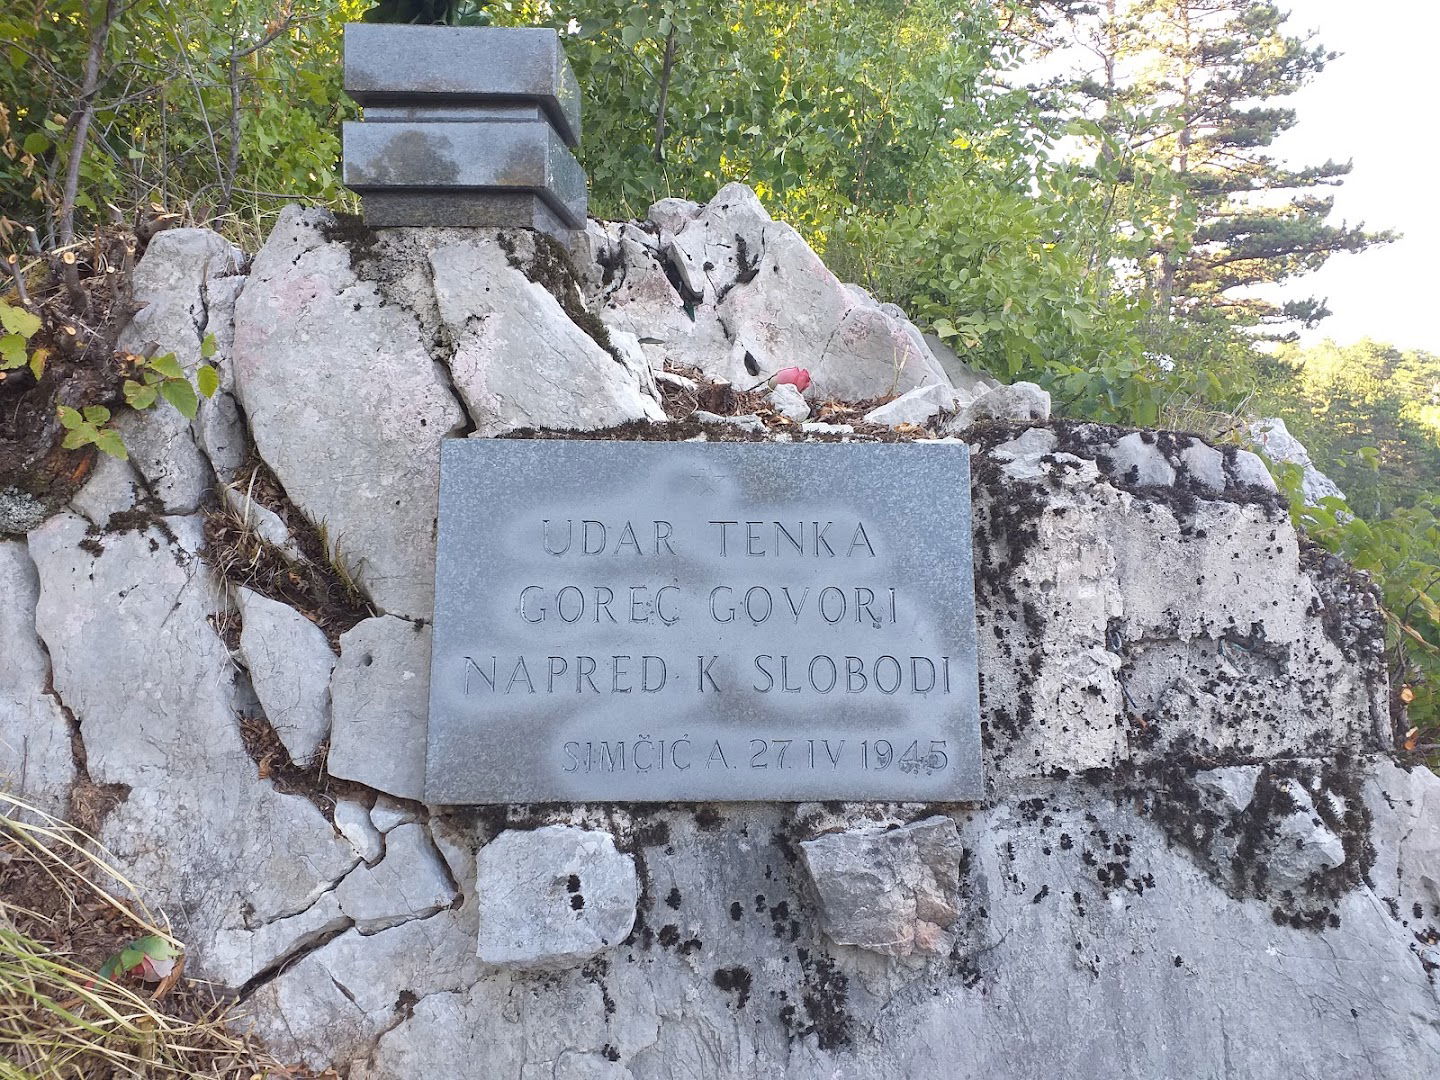 UDAR TENKA
GOREČ GOVORI
NAPRED K SLOBODI
SIMČIĆ A. 27. IV 1945